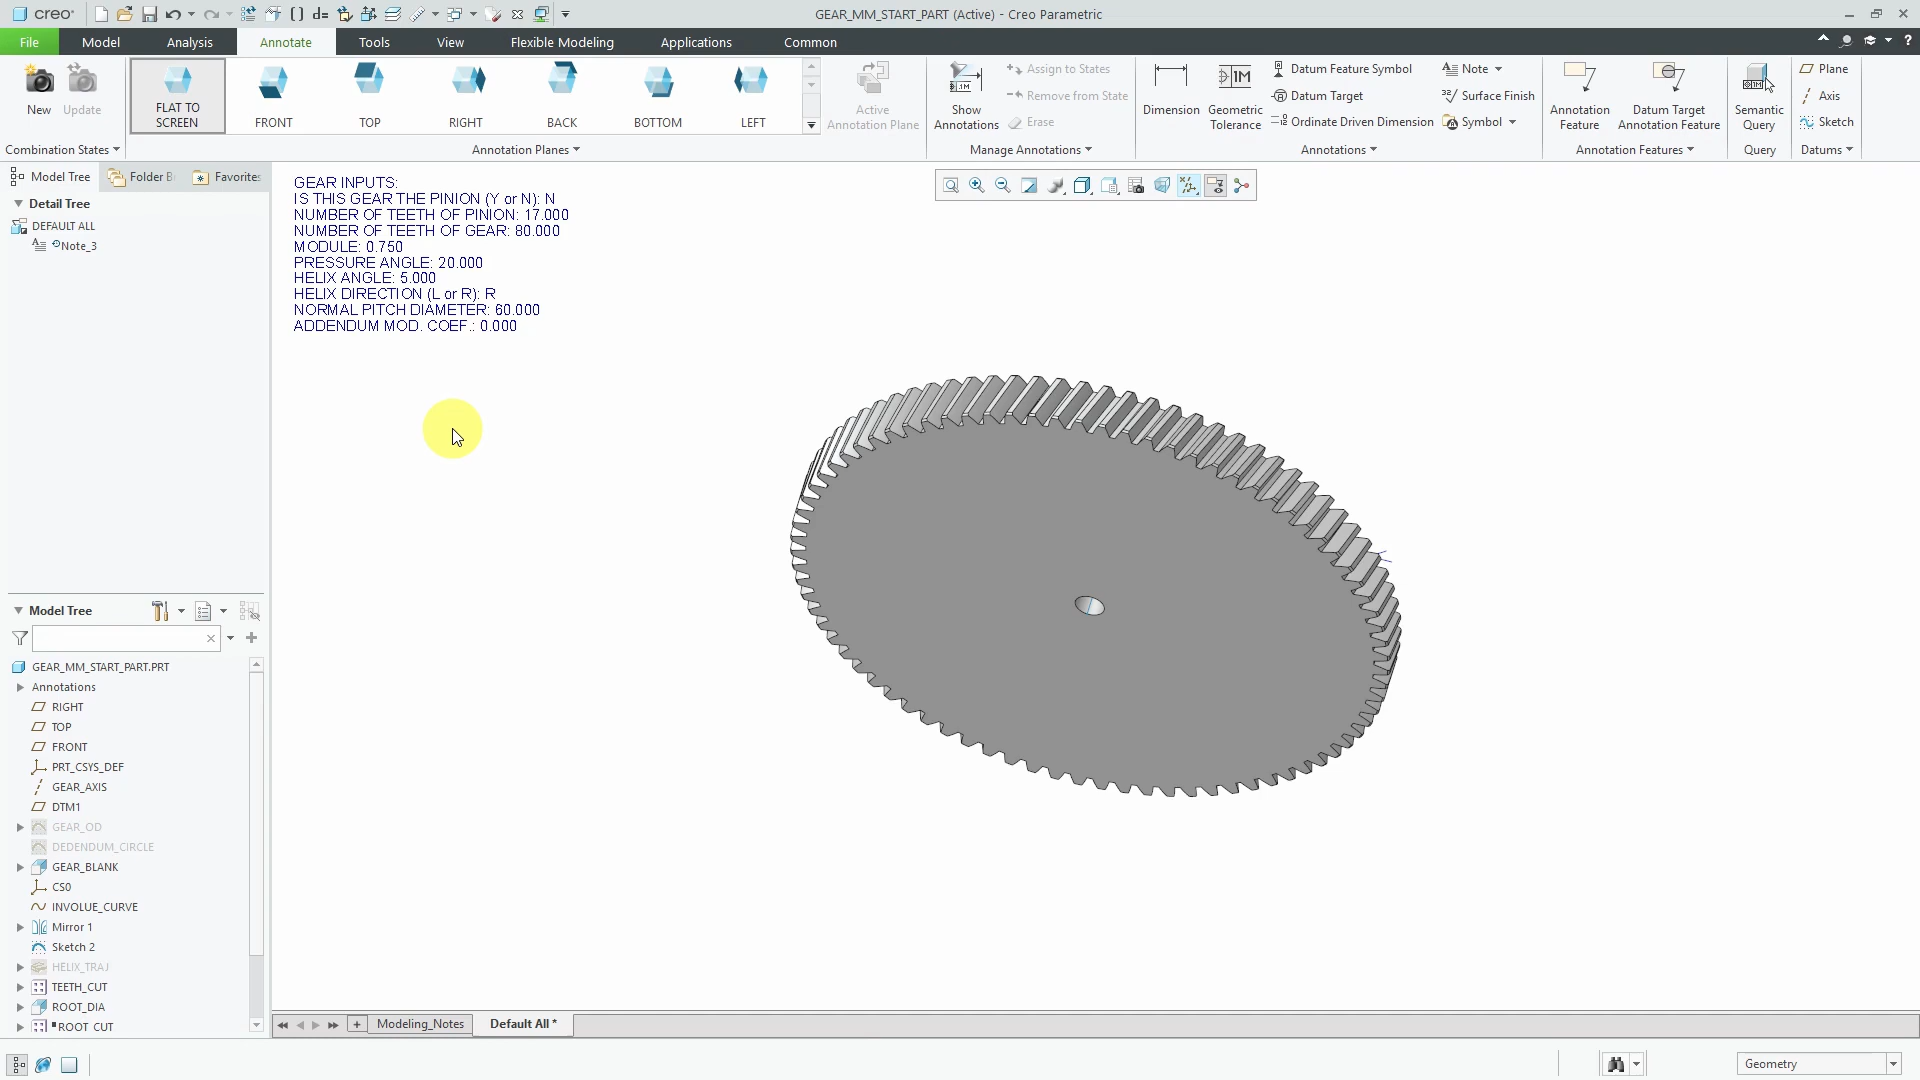 creo
GEAR_MM_START_PART (Active) - Creo Parametric
File
Model
Analysis
Annotate
Tools
View
Flexible Modeling
Applications
Common
New
Update
Combination States
FLAT TO
SCREEN
FRONT
TOP
RIGHT
BACK
BOTTOM
LEFT
Annotation Planes
Active
Annotation Plane
Show
Annotations
Assign to States
Remove from State
Erase
Manage Annotations
Dimension
Geometric
Tolerance
Datum Feature Symbol
Datum Target
Ordinate Driven Dimension
Note
Surface Finish
Symbol
Annotations
Annotation
Feature
Datum Target
Annotation Feature
Annotation Features
Semantic
Query
Query
Plane
Axis
Sketch
Datums
Model Tree
Folder B
Favorites
Detail Tree
DEFAULT ALL
Note_3
GEAR INPUTS:
IS THIS GEAR THE PINION (Y or N): N
NUMBER OF TEETH OF PINION: 17.000
NUMBER OF TEETH OF GEAR: 80.000
MODULE: 0.750
PRESSURE ANGLE: 20.000
HELIX ANGLE: 5.000
HELIX DIRECTION (L or R): R
NORMAL PITCH DIAMETER: 60.000
ADDENDUM MOD. COEF.: 0.000
Model Tree
GEAR_MM_START_PART.PRT
Annotations
RIGHT
TOP
FRONT
PRT_CSYS_DEF
GEAR_AXIS
DTM1
GEAR_OD
DEDENDUM_CIRCLE
GEAR_BLANK
CS0
INVOLUE_CURVE
Mirror 1
Sketch 2
HELIX_TRAJ
TEETH_CUT
ROOT_DIA
ROOT_CUT
Modeling_Notes
Default All *
Geometry